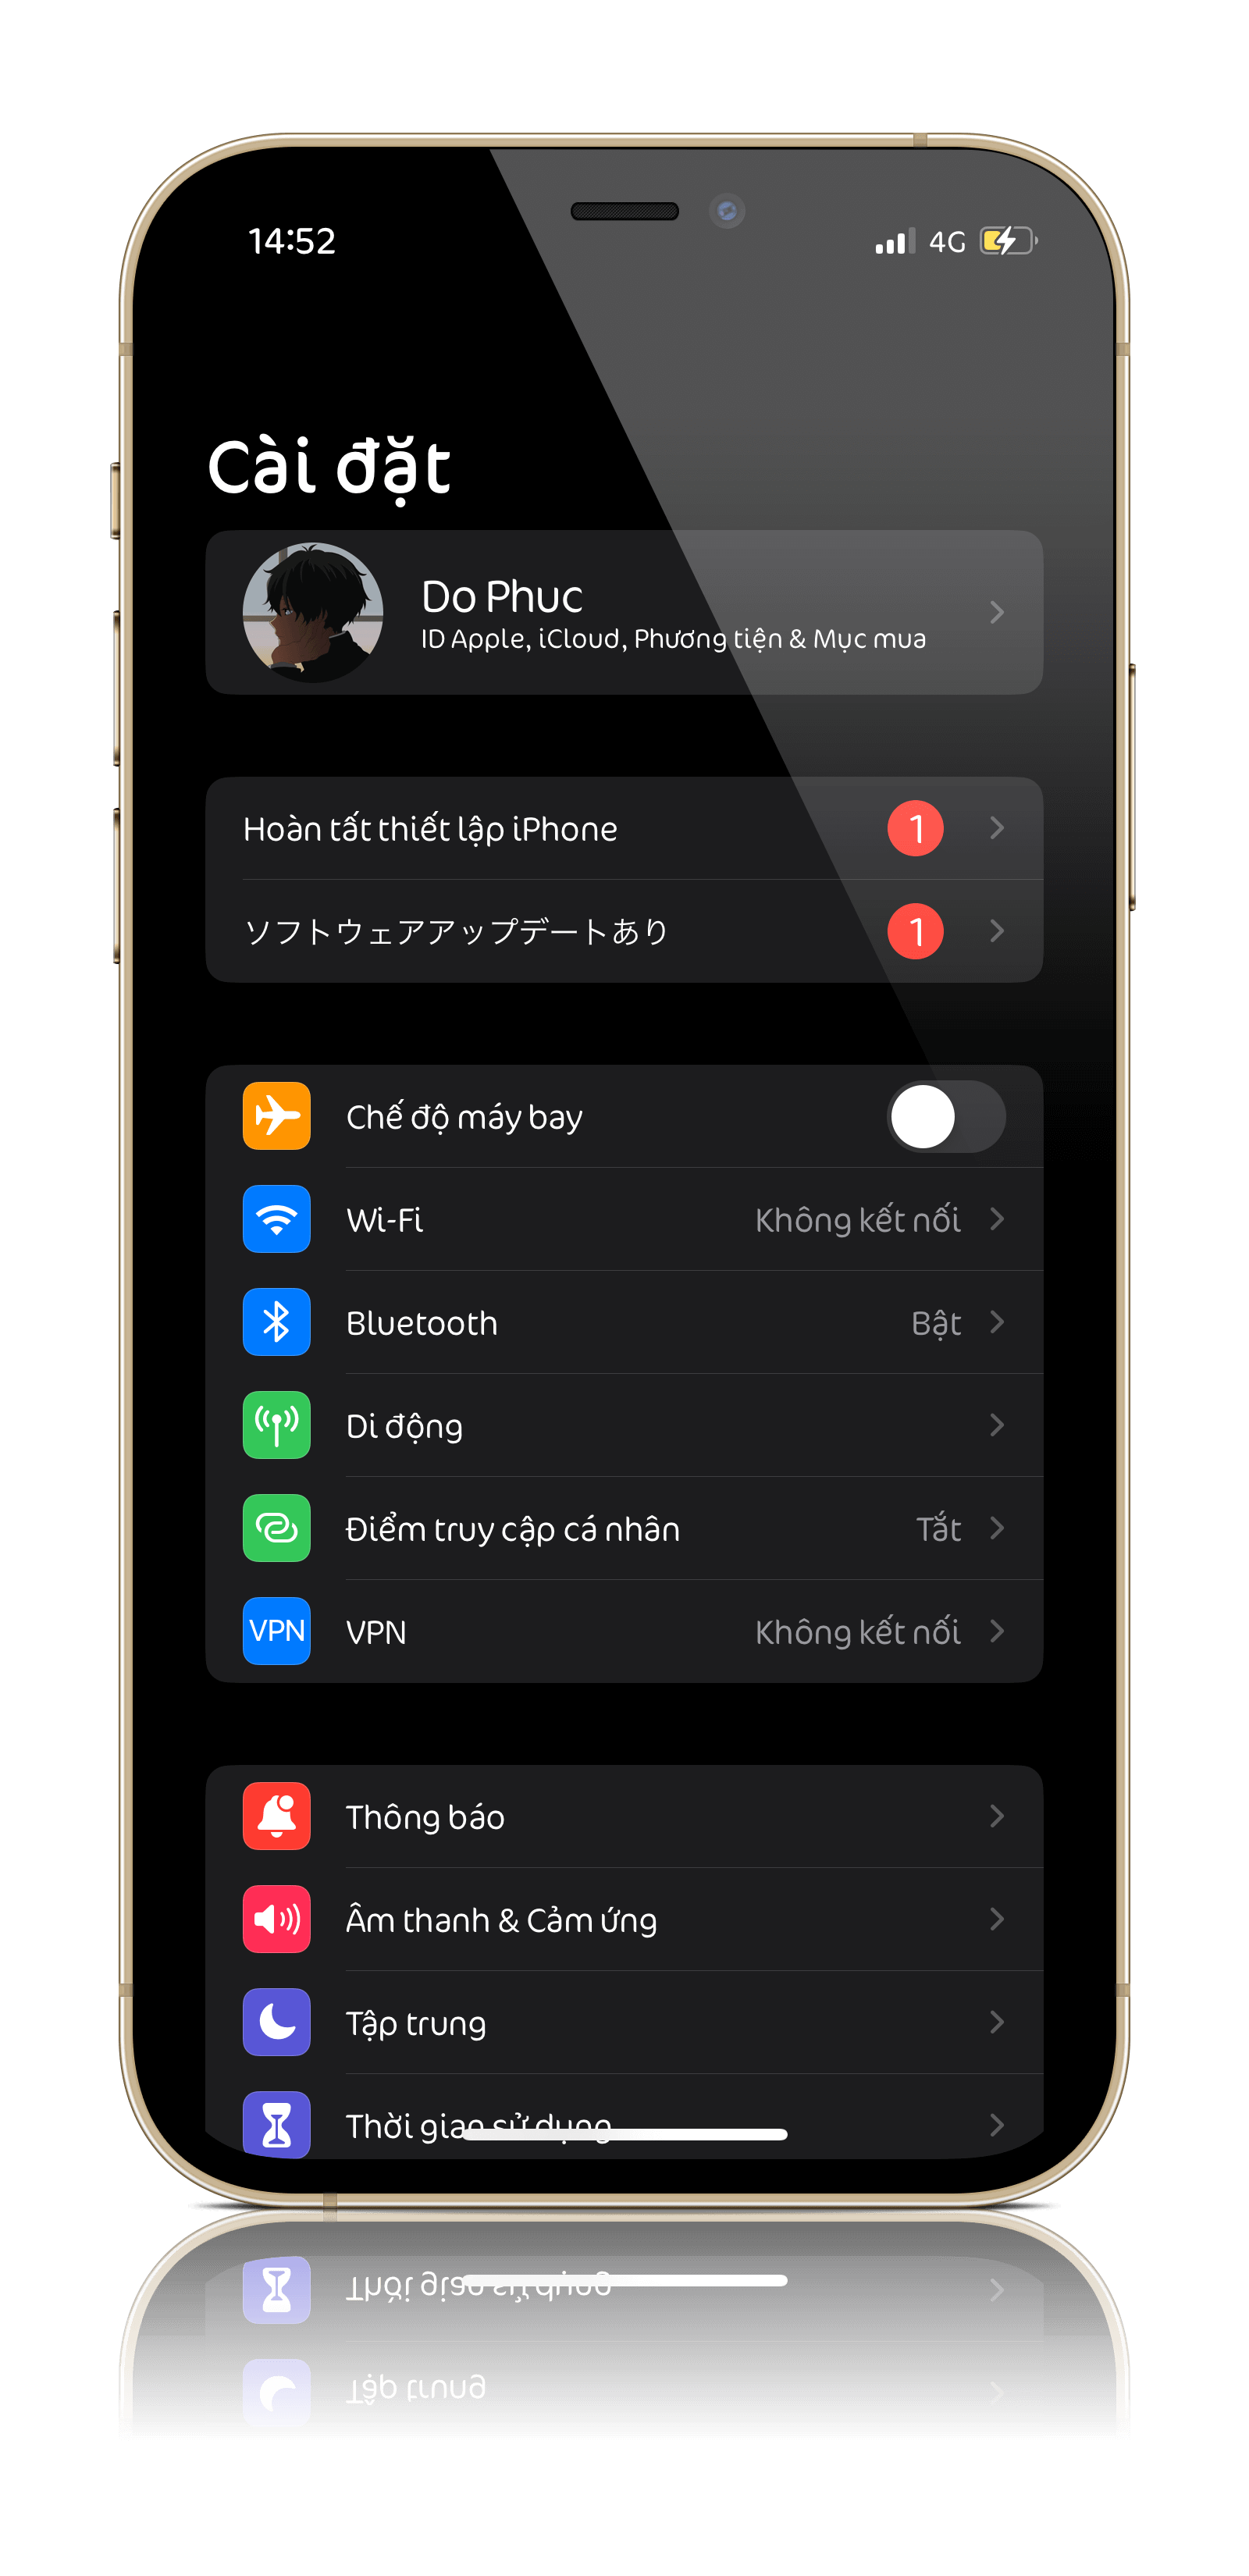 14:52
4G
Cài đặt
Do Phuc
ID Apple, iCloud, Phương tiện & Mục mua
Hoàn tất thiết lập iPhone
1
ソフトウェアアップデートあり
1
Chế độ máy bay
Wi-Fi
Không kết nối
Bluetooth
Bật
Di động
Điểm truy cập cá nhân
Tắt
VPN
VPN
Không kết nối
Thông báo
Âm thanh & Cảm ứng
Tập trung
Thời gian sử dụng